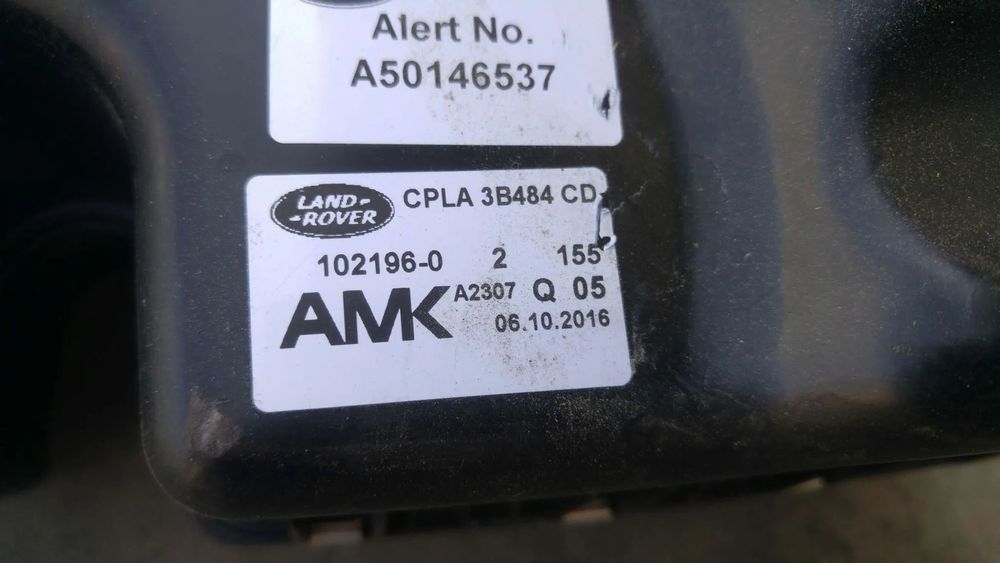 Alert No.
A50146537
LAND-
-ROVER
CPLA 3B484 CD
102196-0 2 155
AMK A2307 Q 05
06.10.2016